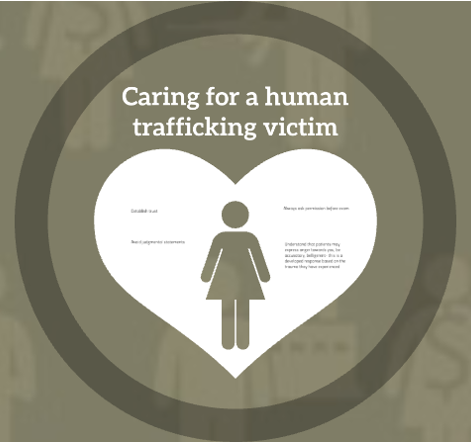 Caring for a human
trafficking victim
Establish trust
Always ask permission before exam
Avoid judgmental statements
Understand that patients may
express anger towards you, be
accusatory, belligerent - this is a
developed response based on the
trauma they have experienced